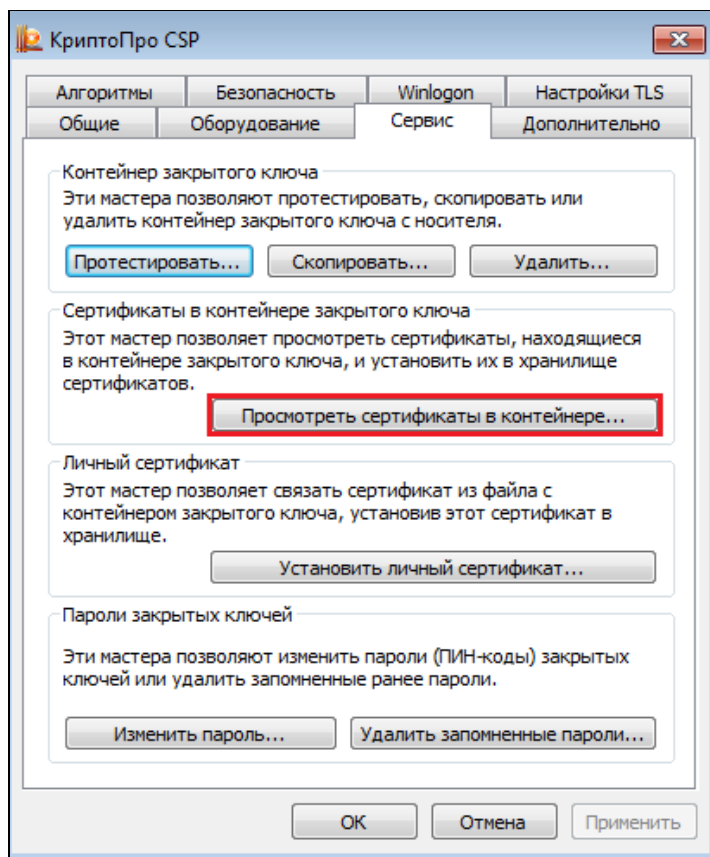 КриптоПро CSP
Алгоритмы Безопасность Winlogon Настройки TLS
Общие Оборудование Сервис Дополнительно
Контейнер закрытого ключа
Эти мастера позволяют протестировать, скопировать или
удалить контейнер закрытого ключа с носителя.
Протестировать... Скопировать... Удалить...
Сертификаты в контейнере закрытого ключа
Этот мастер позволяет просмотреть сертификаты, находящиеся
в контейнере закрытого ключа, и установить их в хранилище
сертификатов.
Просмотреть сертификаты в контейнере...
Личный сертификат
Этот мастер позволяет связать сертификат из файла с
контейнером закрытого ключа, установив этот сертификат в
хранилище.
Установить личный сертификат...
Пароли закрытых ключей
Эти мастера позволяют изменить пароли (ПИН-коды) закрытых
ключей или удалить запомненные ранее пароли.
Изменить пароль... Удалить запомненные пароли...
ОК Отмена Применить